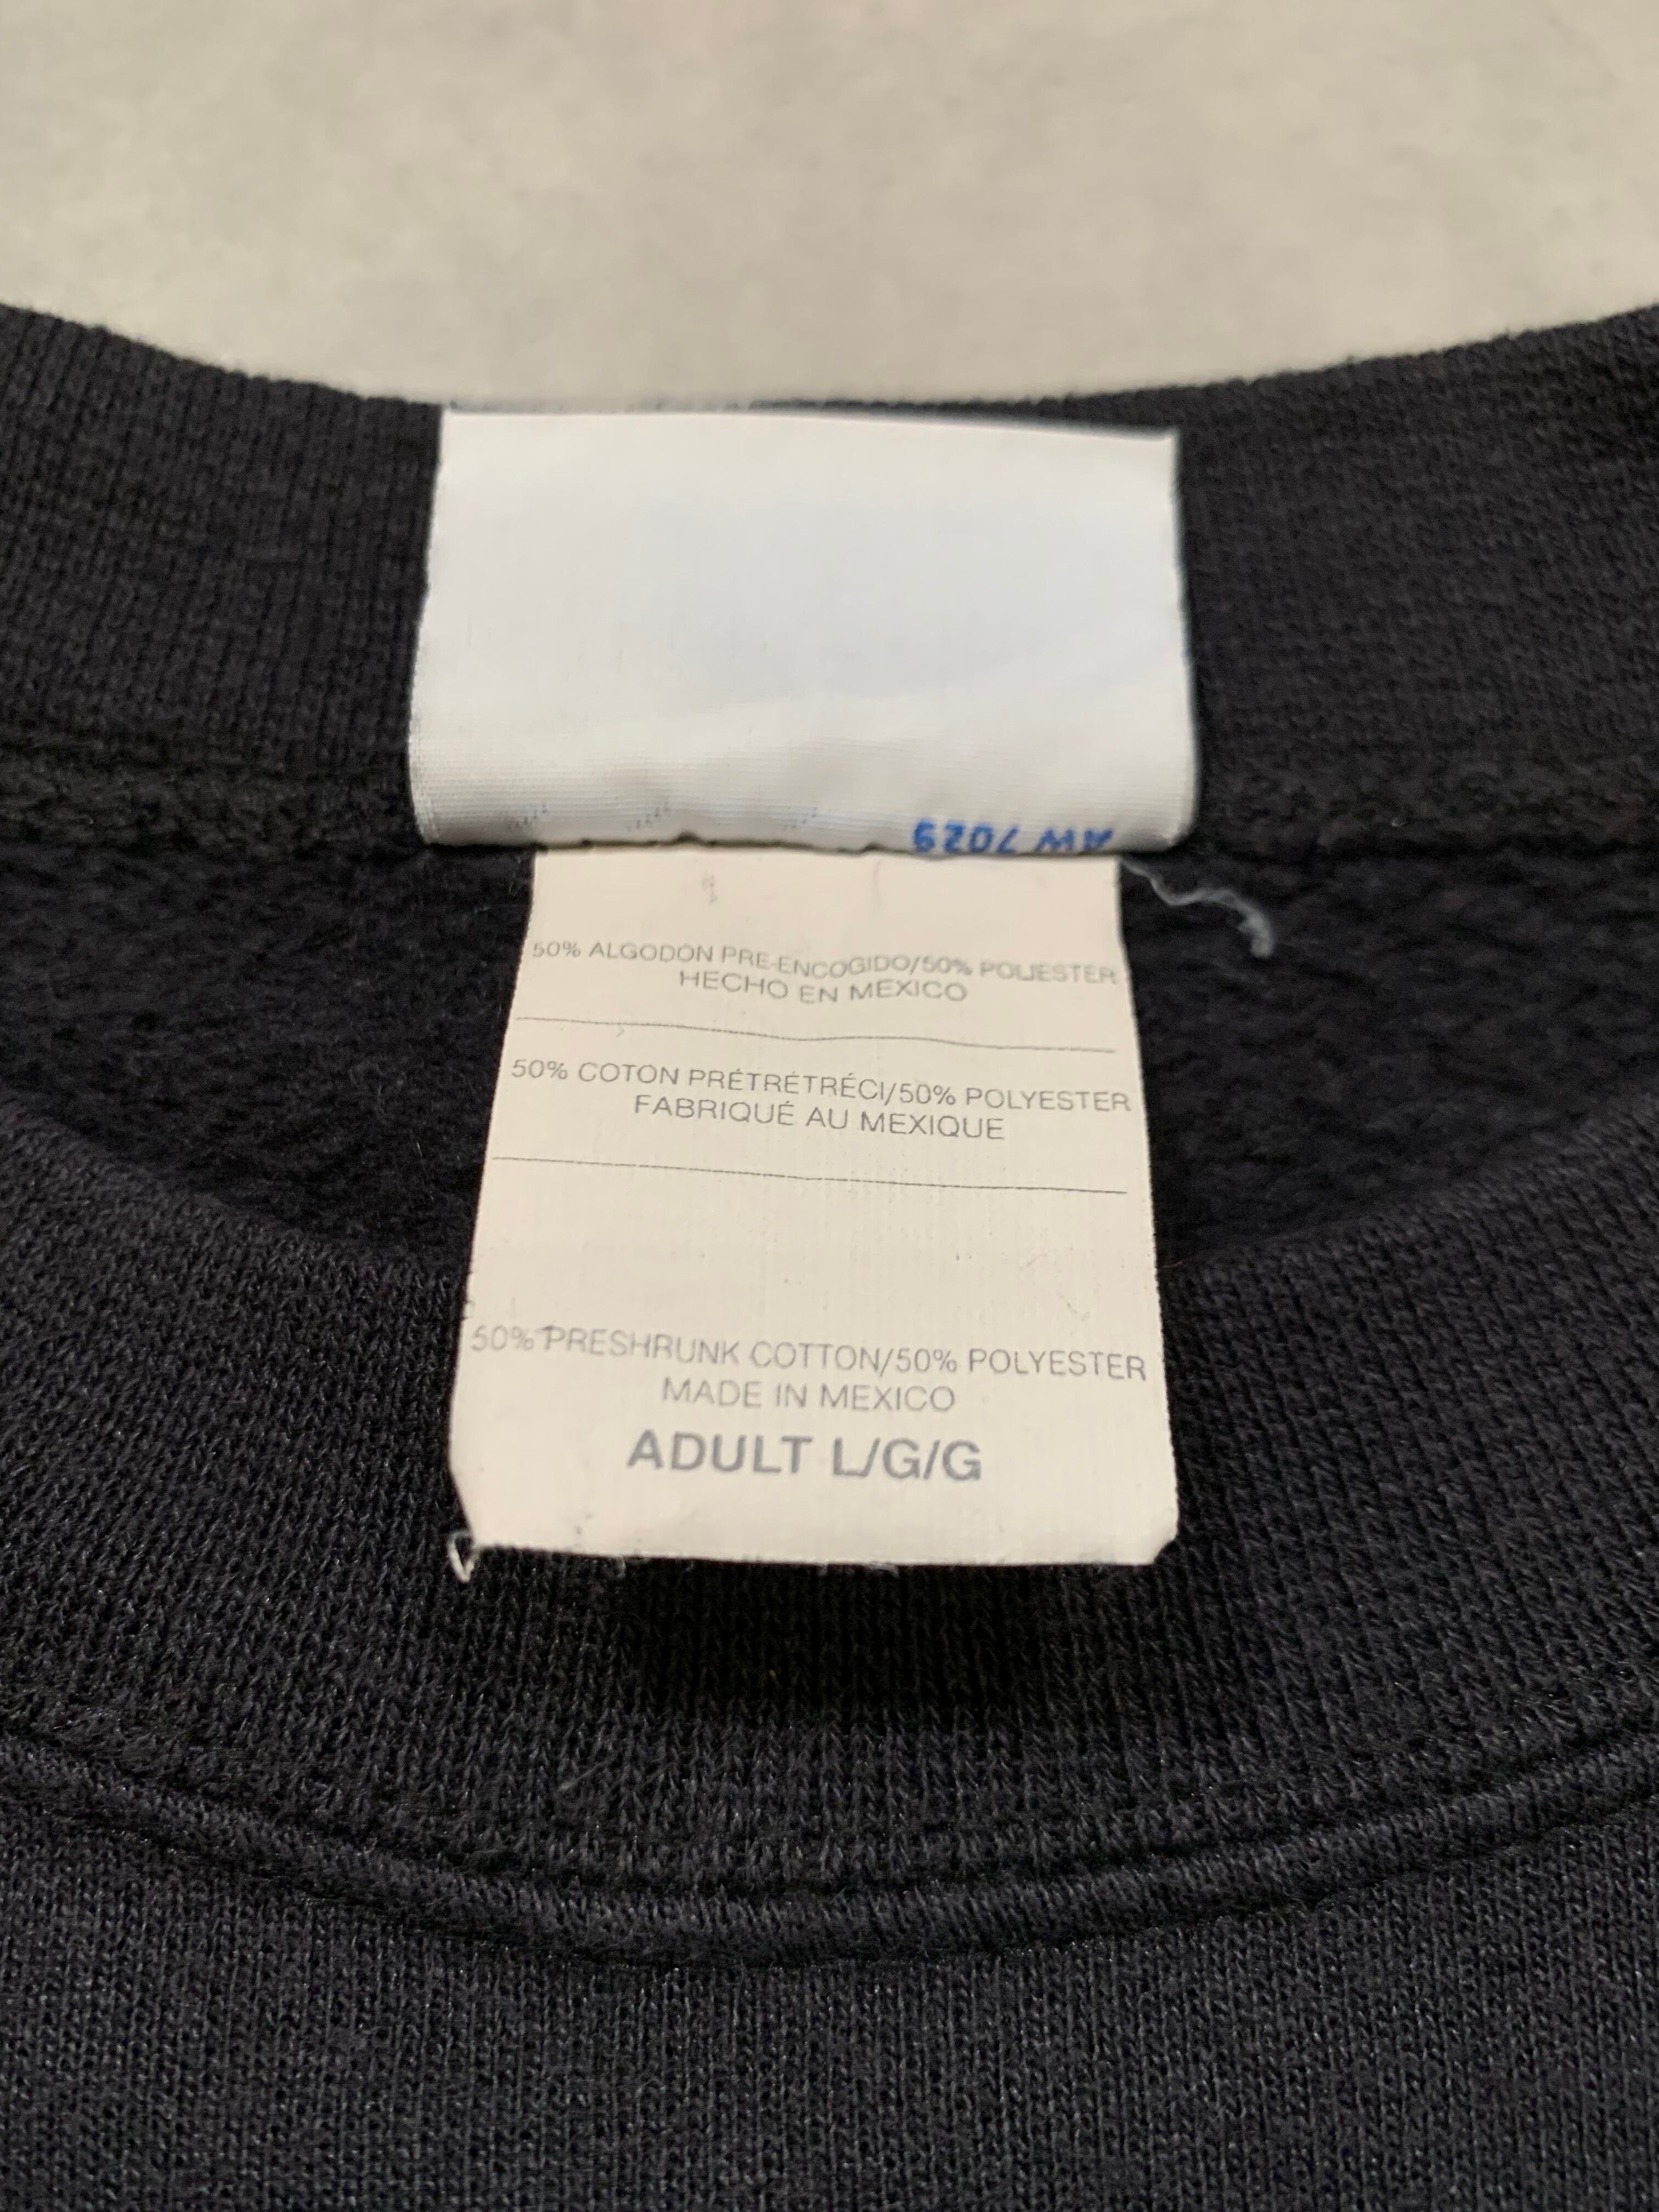 AW 7029
50% ALGODON PRE-ENCOGIDO/50% POLIESTER
HECHO EN MEXICO
50% COTON PRÉTRÉTRÉCI/50% POLYESTER
FABRIQUÉ AU MEXIQUE
50% PRESHRUNK COTTON/50% POLYESTER
MADE IN MEXICO
ADULT L/G/G